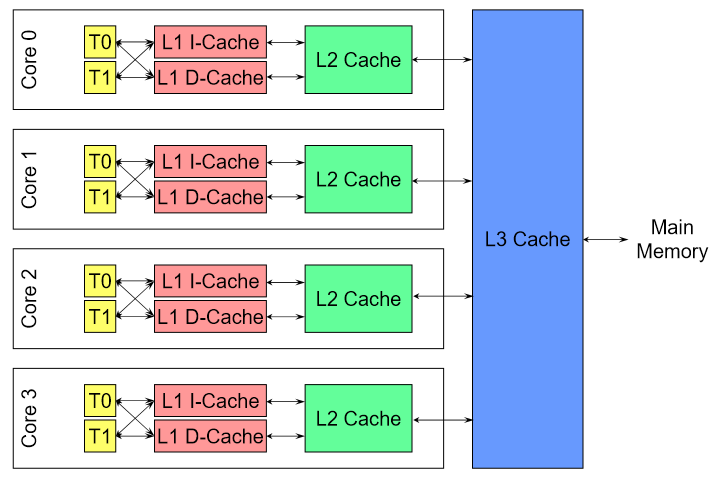 Core 0
T0
L1 I-Cache
T1
L1 D-Cache
L2 Cache
Core 1
T0
L1 I-Cache
T1
L1 D-Cache
L2 Cache
Core 2
T0
L1 I-Cache
T1
L1 D-Cache
L2 Cache
Core 3
T0
L1 I-Cache
T1
L1 D-Cache
L2 Cache
L3 Cache
Main
Memory